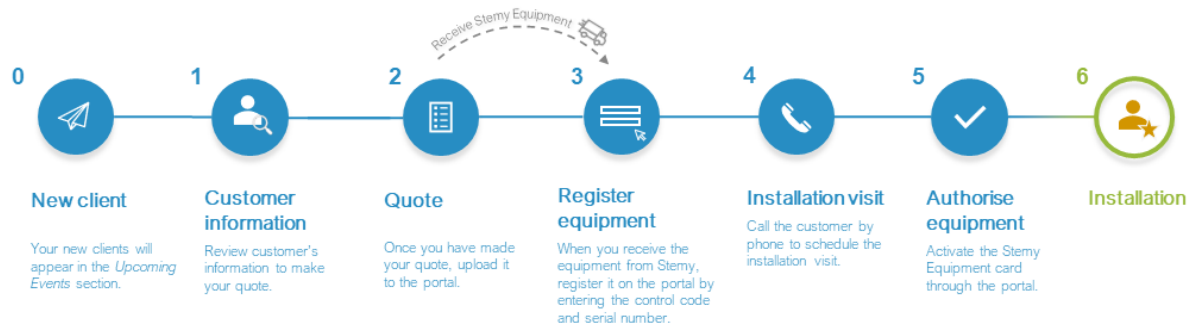 Receive Stemy Equipment
0
New client
Your new clients will
appear in the Upcoming
Events section.
1
Customer
information
Review customer's
information to make
your quote.
2
Quote
Once you have made
your quote, upload it
to the portal.
3
Register
equipment
When you receive the
equipment from Stemy,
register it on the portal by
entering the control code
and serial number.
4
Installation visit
Call the customer by
phone to schedule the
installation visit.
5
Authorise
equipment
Activate the Stemy
Equipment card
through the portal.
6
Installation